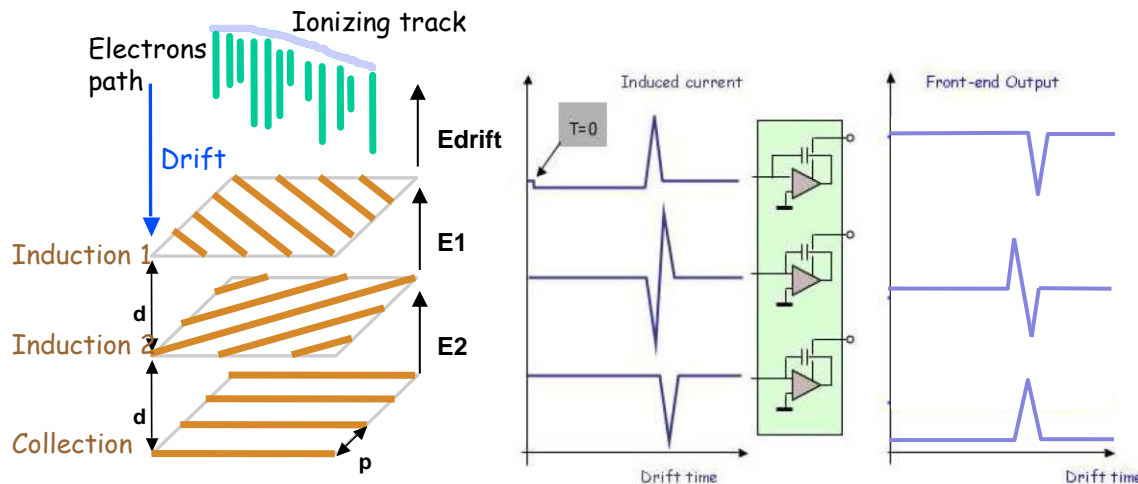 Ionizing track
Electrons
path
Edrift
Drift
Induction 1
E1
d
Induction 2
E2
d
Collection
p
Induced current
T=0
Drift time
Front-end Output
Drift time